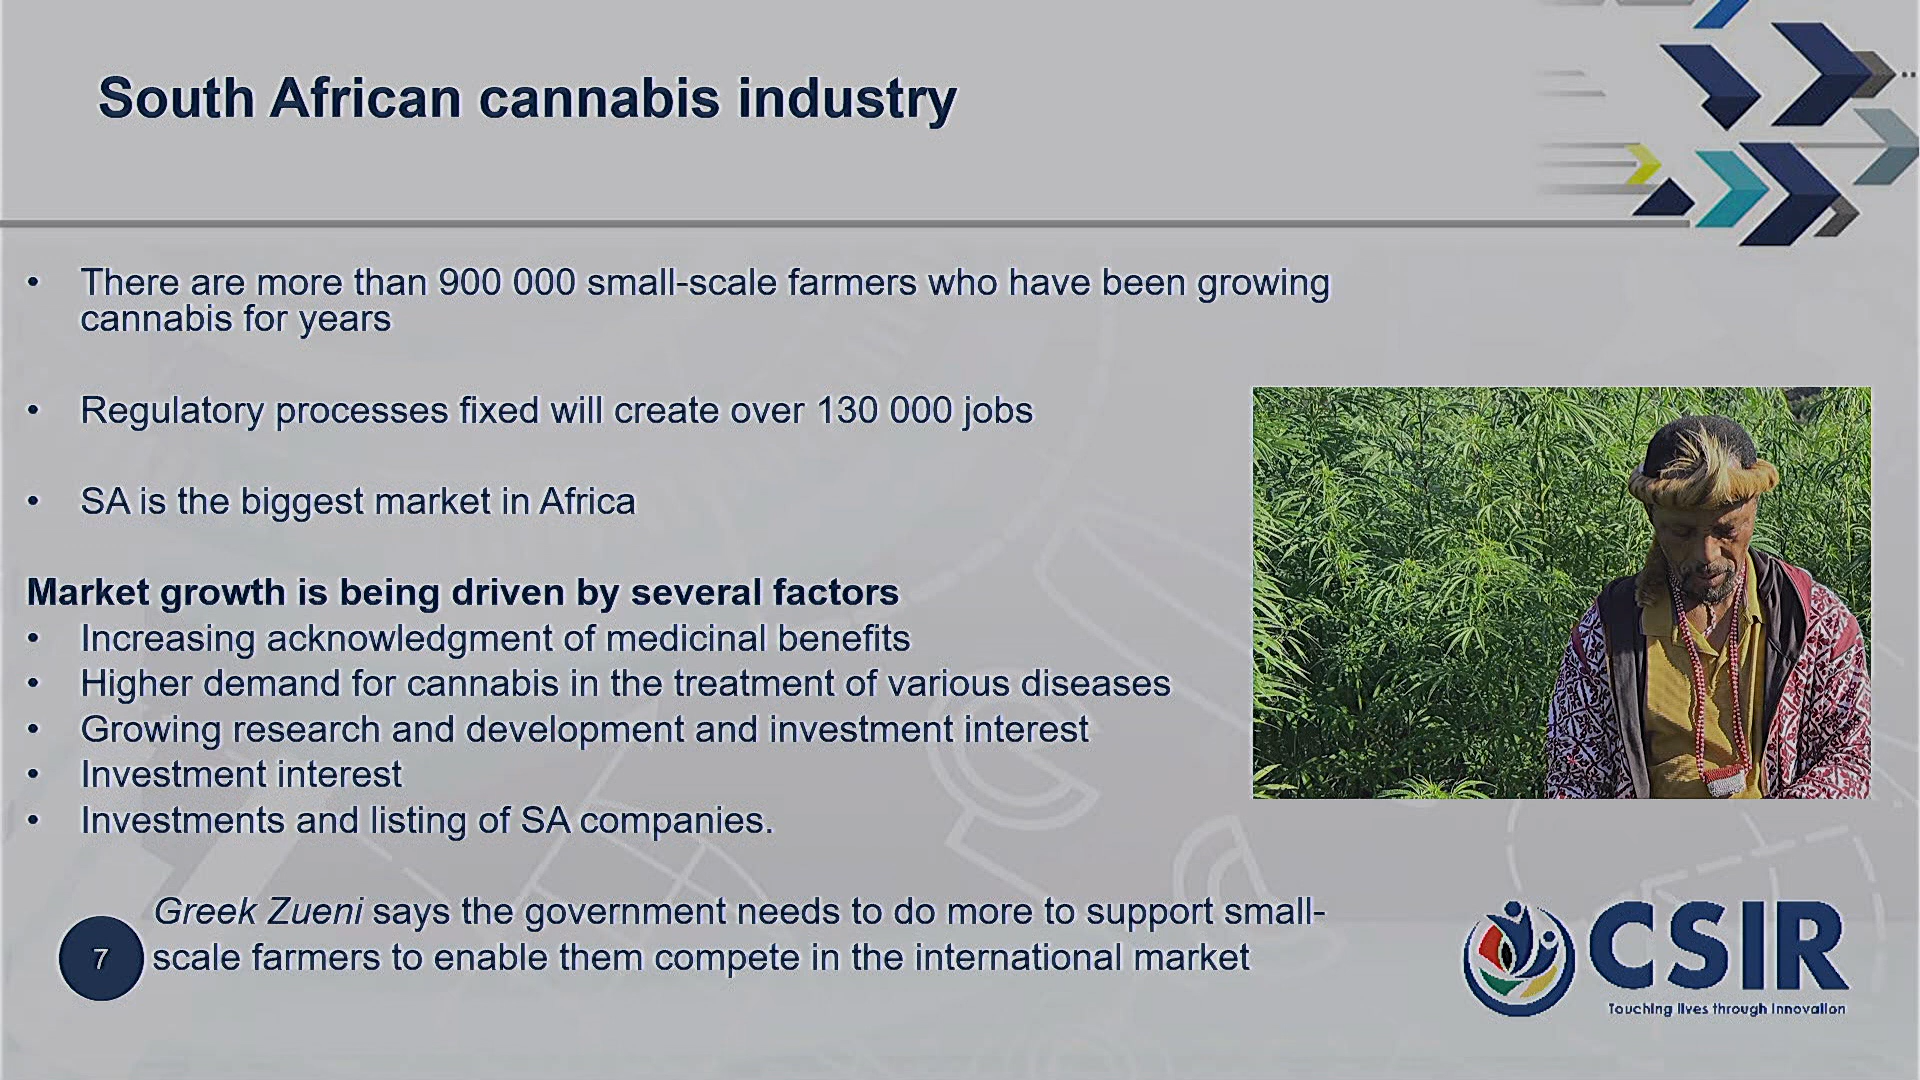 South African cannabis industry
• There are more than 900 000 small-scale farmers who have been growing
cannabis for years
• Regulatory processes fixed will create over 130 000 jobs
• SA is the biggest market in Africa
Market growth is being driven by several factors
• Increasing acknowledgment of medicinal benefits
• Higher demand for cannabis in the treatment of various diseases
• Growing research and development and investment interest
• Investment interest
• Investments and listing of SA companies.
Greek Zueni says the government needs to do more to support small-
scale farmers to enable them compete in the international market
7
CSIR
Touching lives through innovation